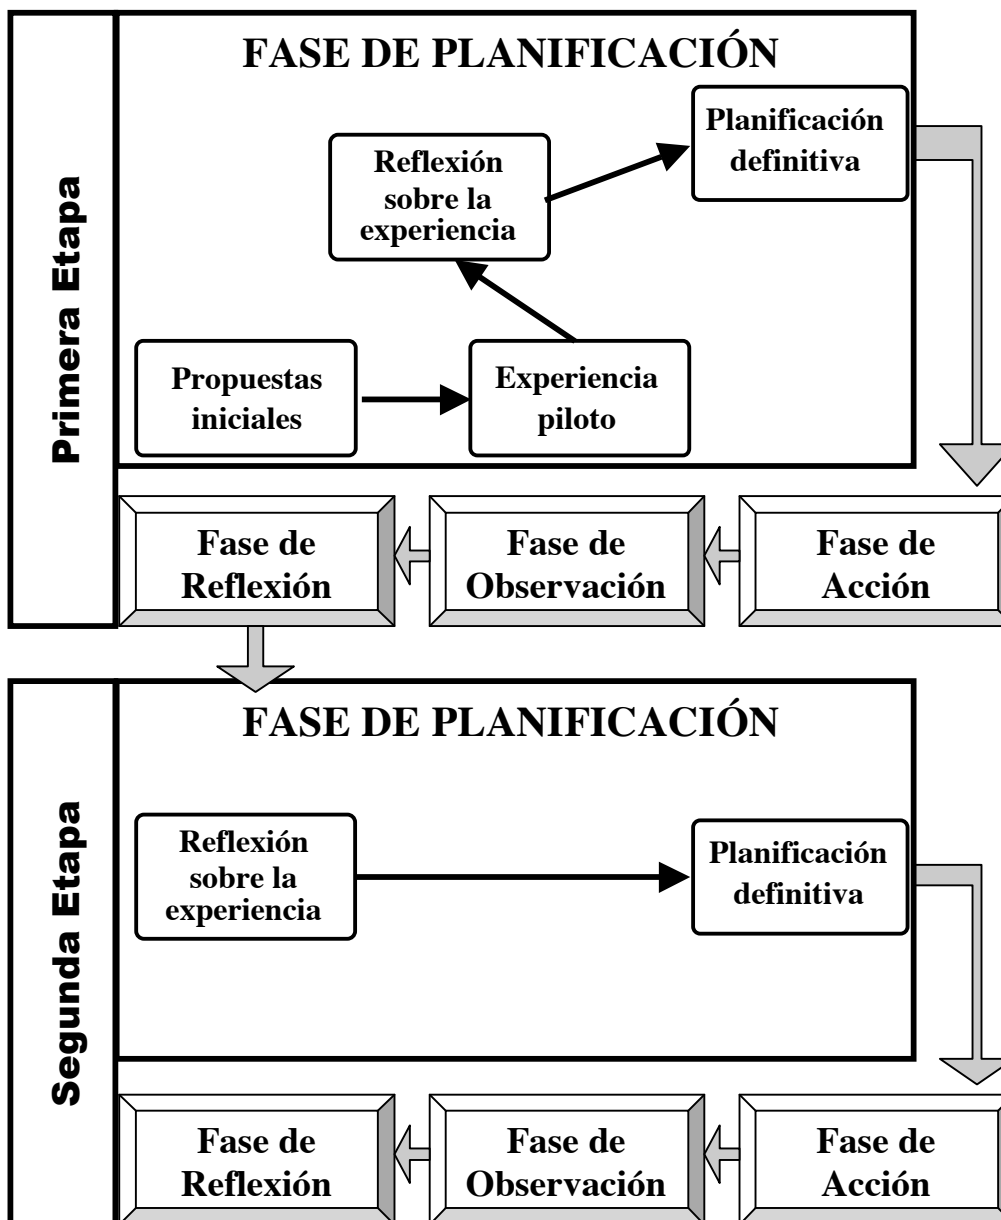 Primera Etapa
FASE DE PLANIFICACIÓN
Planificación
definitiva
Reflexión
sobre la
experiencia
Propuestas
iniciales
Experiencia
piloto
Fase de
Reflexión
Fase de
Observación
Fase de
Acción
Segunda Etapa
FASE DE PLANIFICACIÓN
Reflexión
sobre la
experiencia
Planificación
definitiva
Fase de
Reflexión
Fase de
Observación
Fase de
Acción